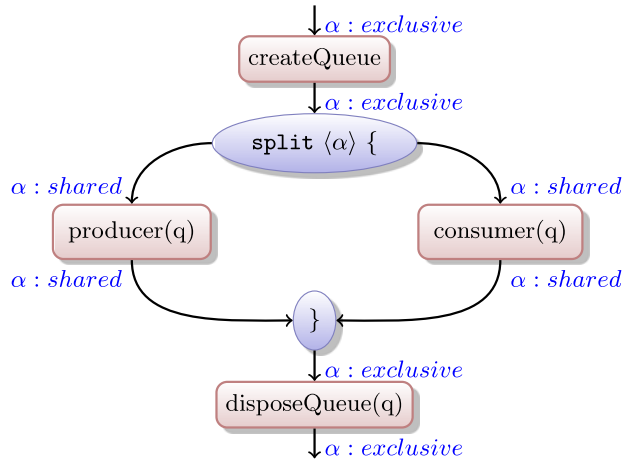 α : exclusive
createQueue
α : exclusive
split ⟨α⟩ {
α : shared
α : shared
producer(q)
consumer(q)
α : shared
α : shared
}
α : exclusive
disposeQueue(q)
α : exclusive